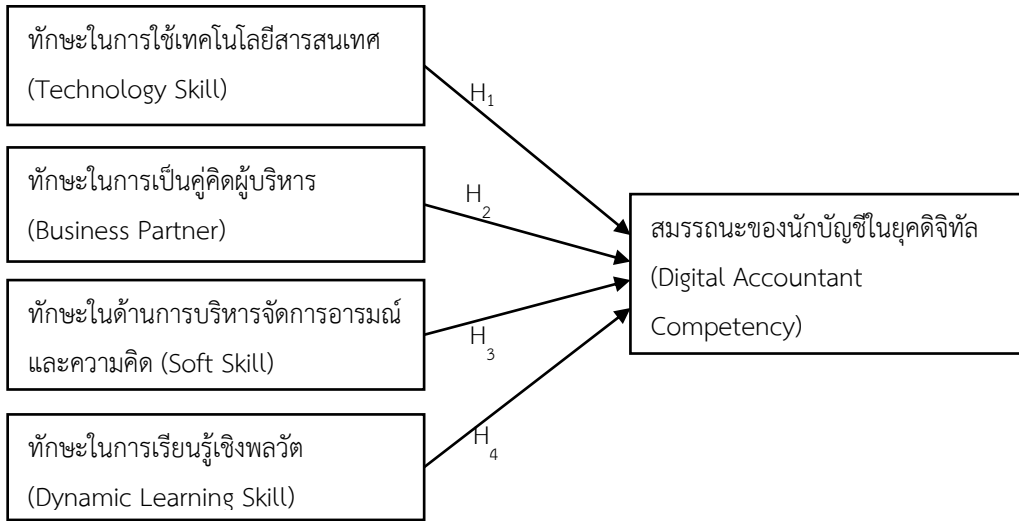 ทักษะในการใช้เทคโนโลยีสารสนเทศ
(Technology Skill)
H₁
ทักษะในการเป็นคู่คิดผู้บริหาร
(Business Partner)
H₂
ทักษะในด้านการบริหารจัดการอารมณ์
และความคิด (Soft Skill)
H₃
ทักษะในการเรียนรู้เชิงพลวัต
(Dynamic Learning Skill)
H₄
สมรรถนะของนักบัญชีในยุคดิจิทัล
(Digital Accountant
Competency)